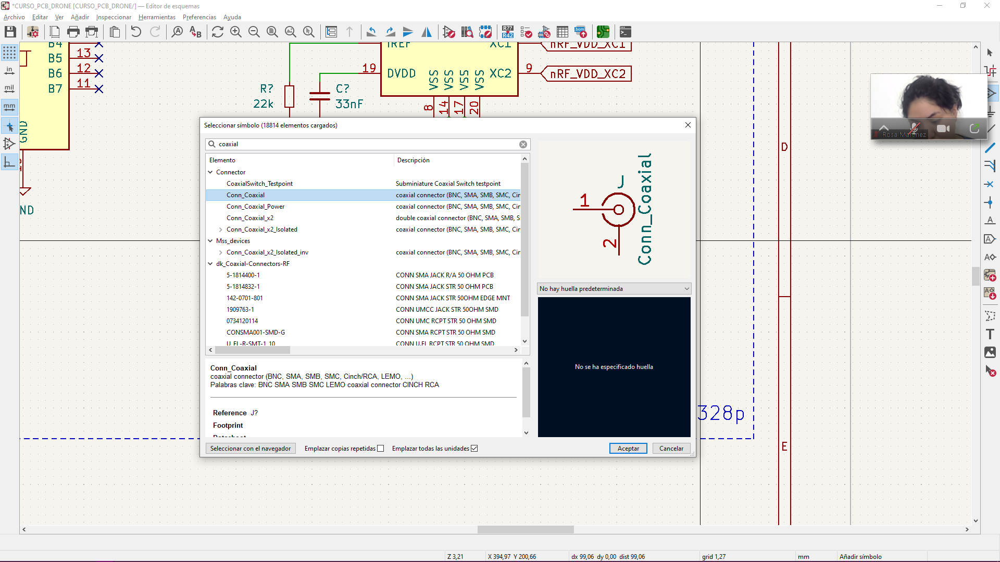 *CURSO_PCB_DRONE [CURSO_PCB_DRONE/] — Editor de esquemas
Archivo Editar Ver Añadir Inspeccionar Herramientas Preferencias Ayuda
in
mil
mm
B4
B5
B6
B7
13
12
11
GND
R?
22k
C?
33nF
19
IREF
DVDD
VSS
VSS
VSS
VSS
XC1
XC2
9
8
14
17
20
nRF_VDD_XC1
nRF_VDD_XC2
Rosa Martinez
D
E
328p
Seleccionar símbolo (18814 elementos cargados)
coaxial
Elemento Descripción
Connector
CoaxialSwitch_Testpoint Subminiature Coaxial Switch testpoint
Conn_Coaxial coaxial connector (BNC, SMA, SMB, SMC, Cin
Conn_Coaxial_Power coaxial connector (BNC, SMA, SMB, SMC, Cin
Conn_Coaxial_x2 double coaxial connector (BNC, SMA, SMB, S
Conn_Coaxial_x2_Isolated coaxial connector (BNC, SMA, SMB, SMC, Cin
Mss_devices
Conn_Coaxial_x2_Isolated_inv coaxial connector (BNC, SMA, SMB, SMC, Cin
dk_Coaxial-Connectors-RF
5-1814400-1 CONN SMA JACK R/A 50 OHM PCB
5-1814832-1 CONN SMA JACK STR 50 OHM PCB
142-0701-801 CONN SMA JACK STR 50OHM EDGE MNT
1909763-1 CONN UMCC JACK STR 50OHM SMD
0734120114 CONN UMC RCPT STR 50 OHM SMD
CONSMA001-SMD-G CONN SMA RCPT STR 50 OHM SMD
U_FL-R-SMT-1_10 CONN U.FL RCPT STR 50 OHM SMD
Conn_Coaxial
coaxial connector (BNC, SMA, SMB, SMC, Cinch/RCA, LEMO, ...)
Palabras clave: BNC SMA SMB SMC LEMO coaxial connector CINCH RCA
Reference J?
Footprint
Datasheet
1
2
J
Conn_Coaxial
No hay huella predeterminada
No se ha especificado huella
Seleccionar con el navegador Emplazar copias repetidas Emplazar todas las unidades Aceptar Cancelar
Z 3,21 X 394,97 Y 200,66 dx 99,06 dy 0,00 dist 99,06 grid 1,27 mm Añadir símbolo